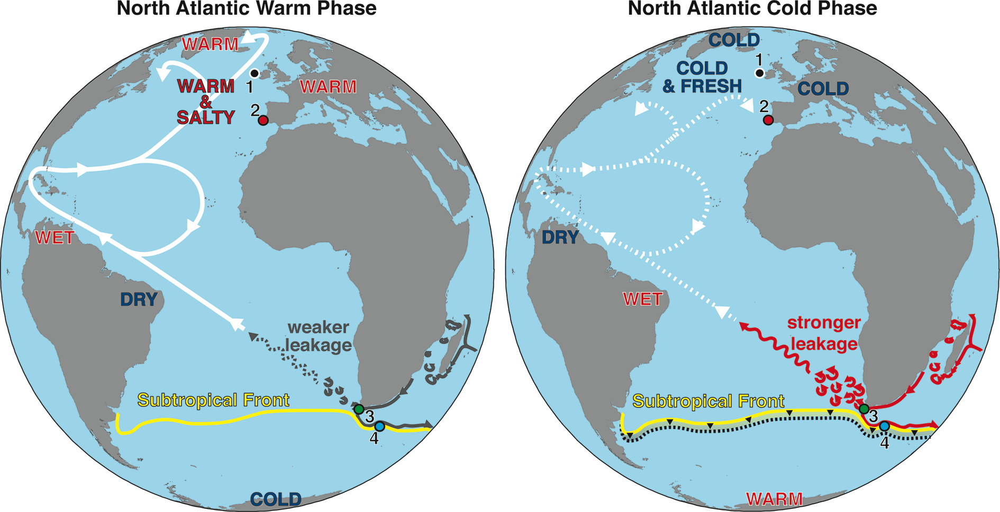 North Atlantic Warm Phase
WARM
1
WARM
&
SALTY
WARM
2
WET
DRY
weaker
leakage
Subtropical Front
3
4
COLD
North Atlantic Cold Phase
COLD
1
COLD
& FRESH
COLD
2
DRY
WET
stronger
leakage
Subtropical Front
3
4
WARM